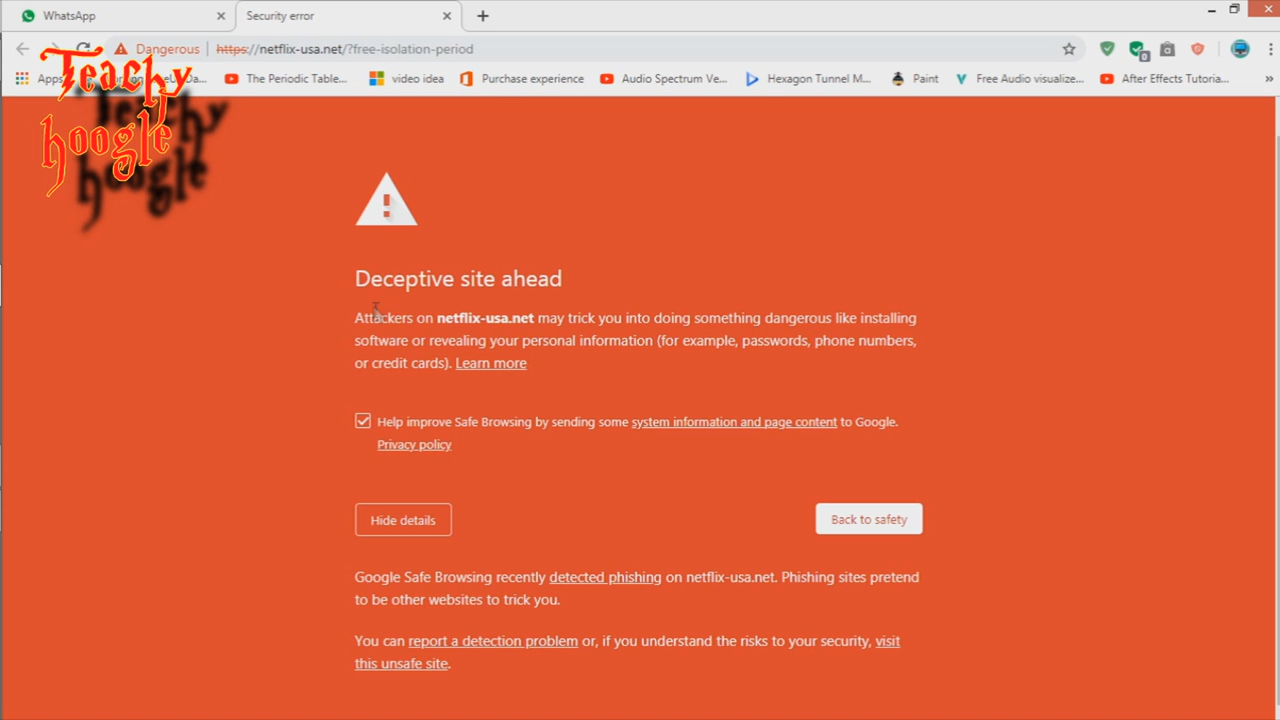 WhatsApp
Security error
Dangerous
https://netflix-usa.net/?free-isolation-period
Apps
The Periodic Table...
video idea
Purchase experience
Audio Spectrum Ve...
Hexagon Tunnel M...
Paint
Free Audio visualize...
After Effects Tutoria...
»
Teachy
hoogle
Deceptive site ahead
Attackers on netflix-usa.net may trick you into doing something dangerous like installing
software or revealing your personal information (for example, passwords, phone numbers,
or credit cards). Learn more
Help improve Safe Browsing by sending some system information and page content to Google.
Privacy policy
Hide details
Back to safety
Google Safe Browsing recently detected phishing on netflix-usa.net. Phishing sites pretend
to be other websites to trick you.
You can report a detection problem or, if you understand the risks to your security, visit
this unsafe site.